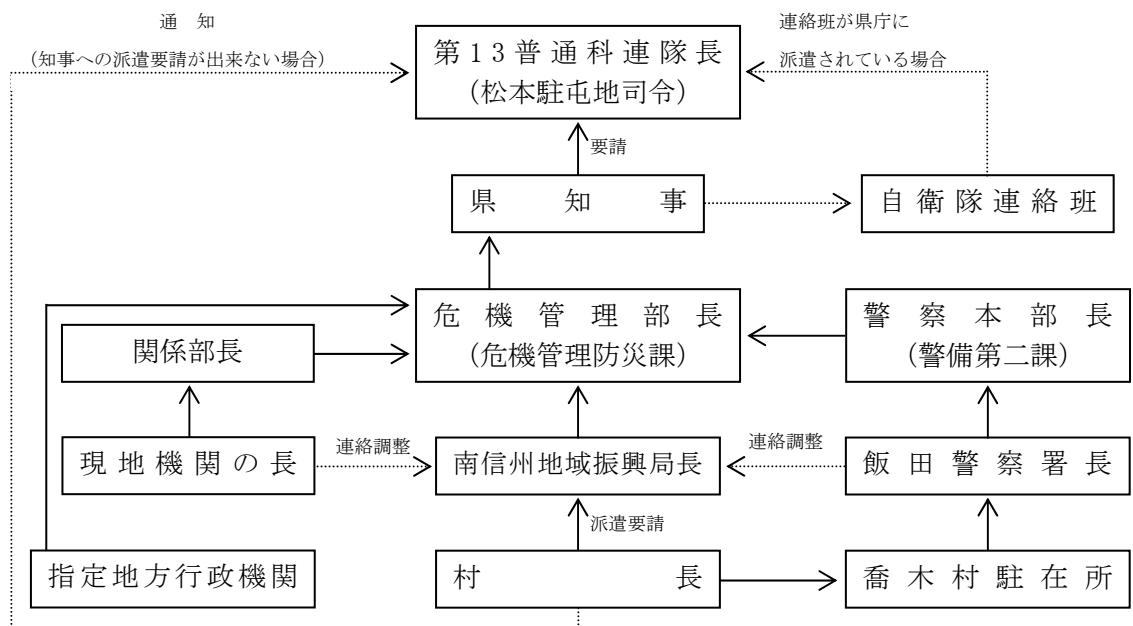 通 知
(知事への派遣要請が出来ない場合)
第13普通科連隊長
(松本駐屯地司令)
連絡班が県庁に
派遣されている場合
要請
県知事
自衛隊連絡班
危機管理部長
(危機管理防災課)
警察本部長
(警備第二課)
関係部長
現地機関の長
連絡調整
南信州地域振興局長
連絡調整
飯田警察署長
派遣要請
指定地方行政機関
村長
喬木村駐在所